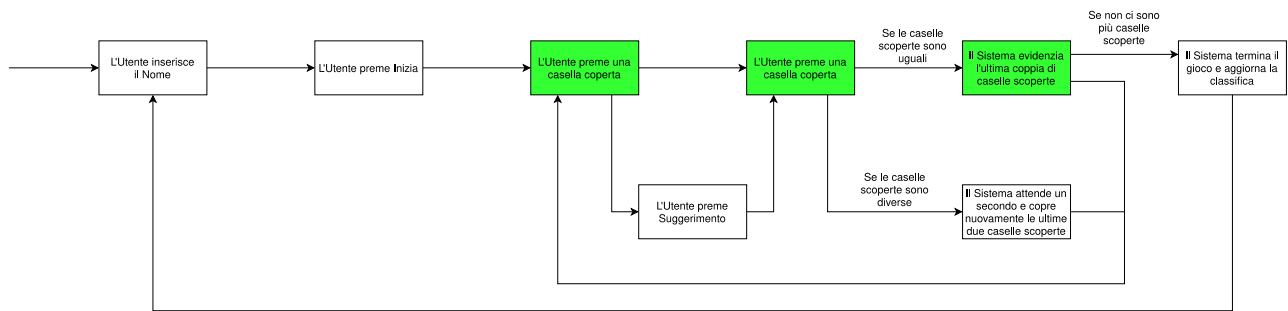 L'Utente inserisce
il Nome
L'Utente preme Inizia
L'Utente preme una
casella coperta
L'Utente preme una
casella coperta
Se le caselle
scoperte sono
uguali
Il Sistema evidenzia
l'ultima coppia di
caselle scoperte
Se non ci sono
più caselle
scoperte
Il Sistema termina il
gioco e aggiorna la
classifica
L'Utente preme
Suggerimento
Se le caselle
scoperte sono
diverse
Il Sistema attende un
secondo e copre
nuovamente le ultime
due caselle scoperte